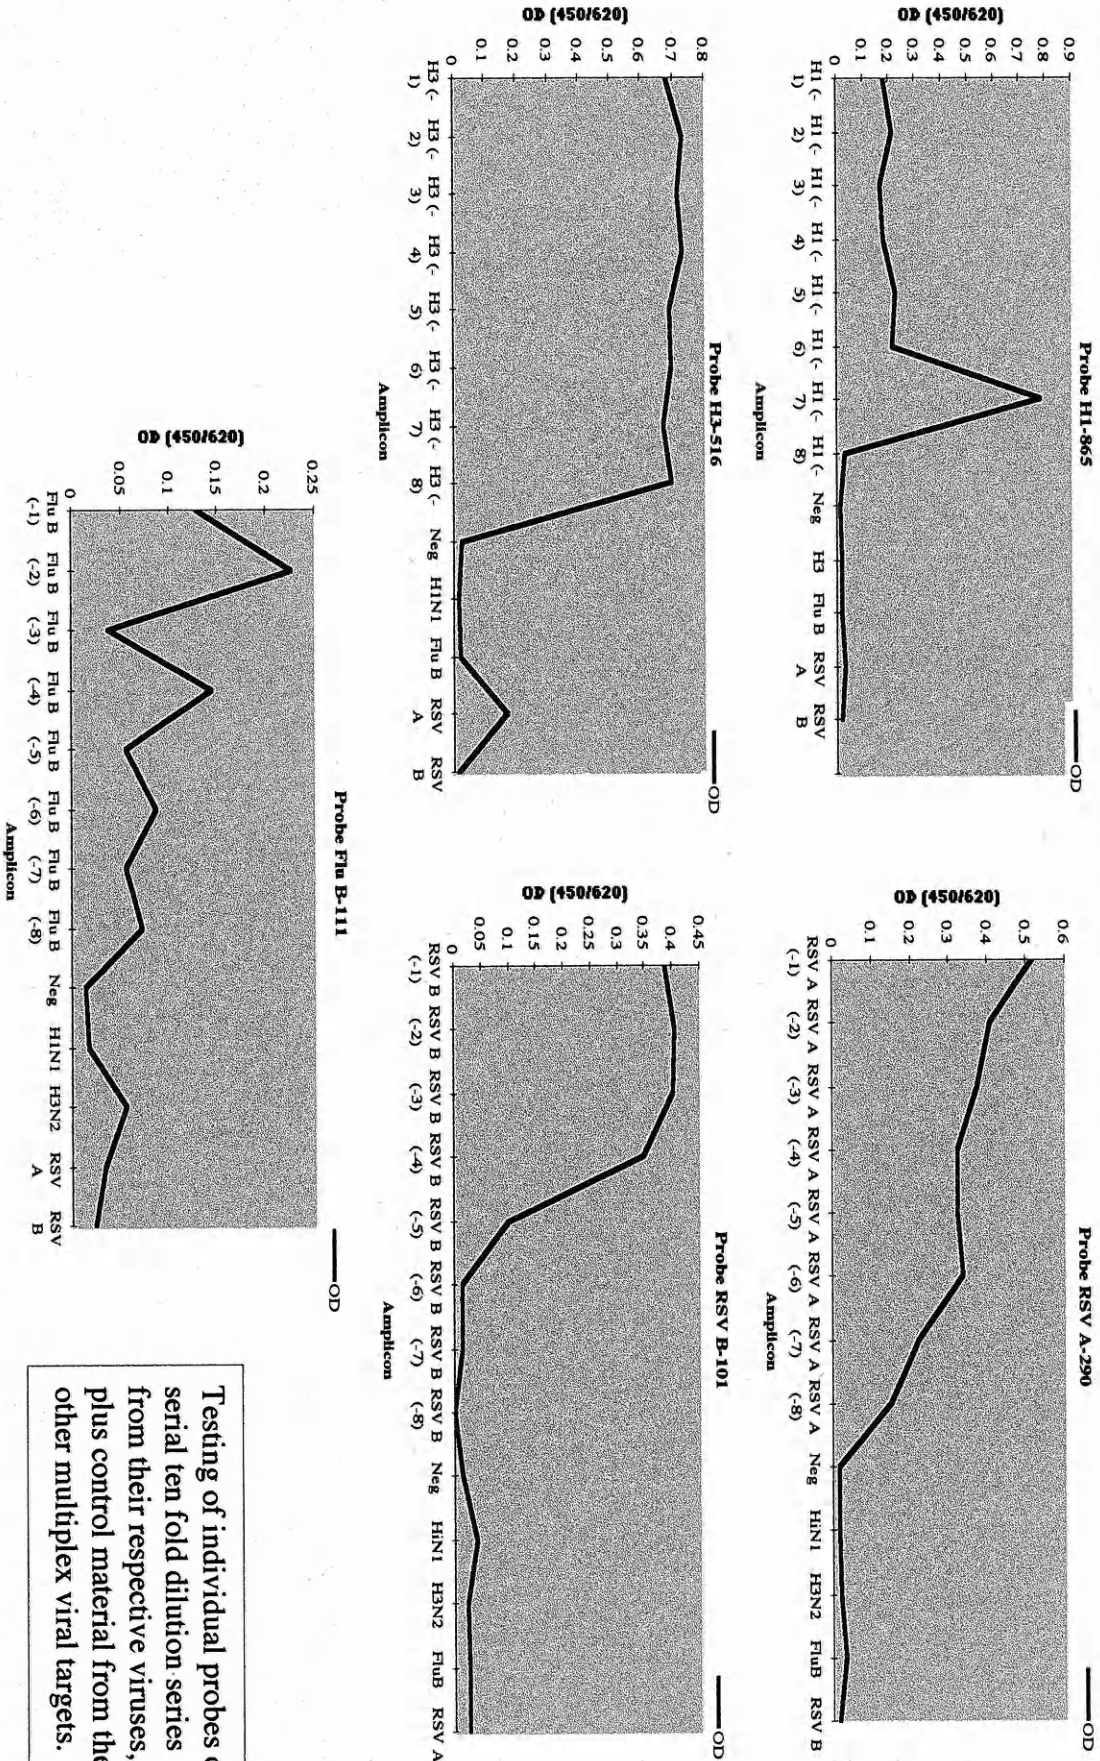 Probe H1-865
OD
OD (450/620)
0.9
0.8
0.7
0.6
0.5
0.4
0.3
0.2
0.1
0
H1 (- H1 (- H1 (- H1 (- H1 (- H1 (- H1 (- H1 (- Neg H3 Flu B RSV RSV
1) 2) 3) 4) 5) 6) 7) 8) A B
Amplicon
Probe RSV A-290
OD
OD (450/620)
0.6
0.5
0.4
0.3
0.2
0.1
0
RSV A RSV A RSV A RSV A RSV A RSV A RSV A RSV A Neg HiN1 H3N2 FluB RSV B
(-1) (-2) (-3) (-4) (-5) (-6) (-7) (-8)
Amplicon
Probe H3-516
OD
OD (450/620)
0.8
0.7
0.6
0.5
0.4
0.3
0.2
0.1
0
H3 (- H3 (- H3 (- H3 (- H3 (- H3 (- H3 (- H3 (- Neg H1N1 Flu B RSV RSV
1) 2) 3) 4) 5) 6) 7) 8) A B
Amplicon
Probe RSV B-101
OD
OD (450/620)
0.45
0.4
0.35
0.3
0.25
0.2
0.15
0.1
0.05
0
RSV B RSV B RSV B RSV B RSV B RSV B RSV B RSV B Neg HiN1 H3N2 FluB RSV A
(-1) (-2) (-3) (-4) (-5) (-6) (-7) (-8)
Amplicon
Probe Flu B-111
OD
OD (450/620)
0.25
0.2
0.15
0.1
0.05
0
Flu B Flu B Flu B Flu B Flu B Flu B Flu B Flu B Neg H1N1 H3N2 RSV RSV
(-1) (-2) (-3) (-4) (-5) (-6) (-7) (-8) A B
Amplicon
Testing of individual probes
serial ten fold dilution series
from their respective viruses,
plus control material from the
other multiplex viral targets.